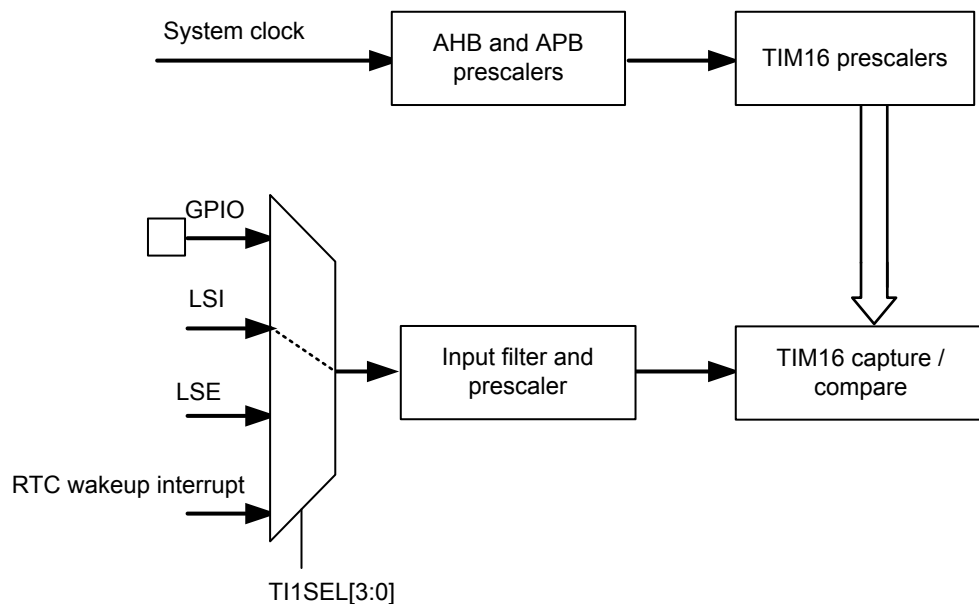 System clock
AHB and APB
prescalers
TIM16 prescalers
GPIO
LSI
LSE
RTC wakeup interrupt
TI1SEL[3:0]
Input filter and
prescaler
TIM16 capture /
compare